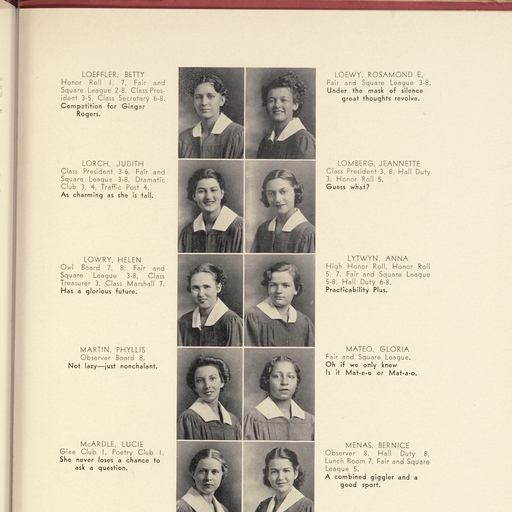 LOEFFLER, BETTY
Honor Roll 1, 7, Fair and
Square League 2-8, Class Pres-
ident 3-5, Class Secretary 6-8.
Competition for Ginger
Rogers.
LOEWY, ROSAMOND E.
Fair and Square League 3-8.
Under the mask of silence
great thoughts revolve.
LORCH, JUDITH
Class President 3-6, Fair and
Square League 3-8, Dramatic
Club 3, 4, Traffic Post 4.
As charming as she is tall.
LOMBERG, JEANNETTE
Class President 3, 8, Hall Duty
3, Honor Roll 5.
Guess what?
LOWRY, HELEN
Owl Board 7, 8, Fair and
Square League 3-8, Class
Treasurer 3, Class Marshall 7.
Has a glorious future.
LYTWYN, ANNA
High Honor Roll, Honor Roll
5, 7, Fair and Square League
5-8, Hall Duty 6-8.
Practicability Plus.
MARTIN, PHYLLIS
Observer Board 8.
Not lazy—just nonchalant.
MATEO, GLORIA
Fair and Square League.
Oh if we only knew
Is it Mat-e-o or Mat-a-o.
McARDLE, LUCIE
Glee Club 1, Poetry Club 1.
She never loses a chance to
ask a question.
MENAS, BERNICE
Observer 8, Hall Duty 8,
Lunch Room 7, Fair and Square
League 5.
A combined giggler and a
good sport.